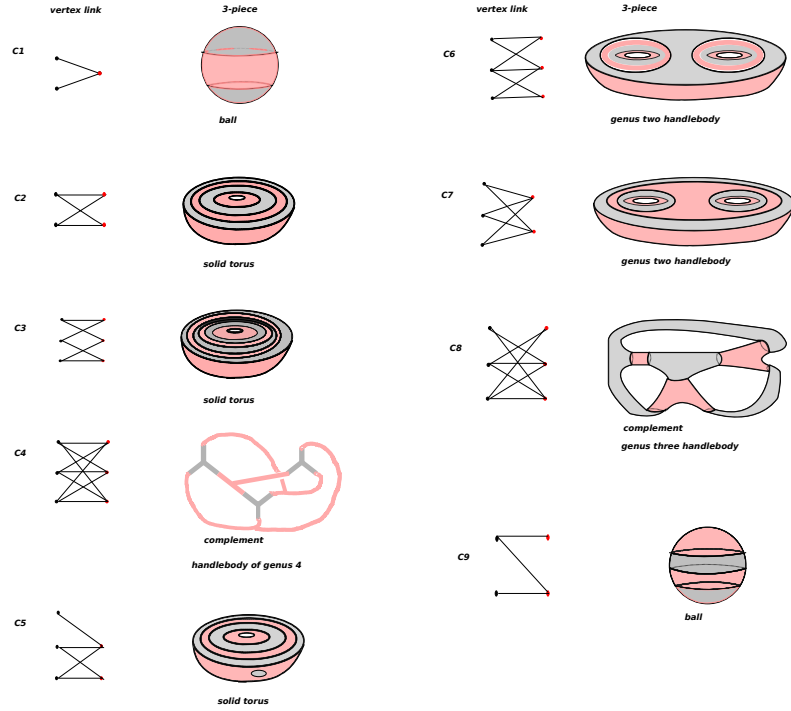 vertex link
3-piece
C1
ball
C2
solid torus
C3
solid torus
C4
complement
handlebody of genus 4
C5
solid torus
vertex link
3-piece
C6
genus two handlebody
C7
genus two handlebody
C8
complement
genus three handlebody
C9
ball